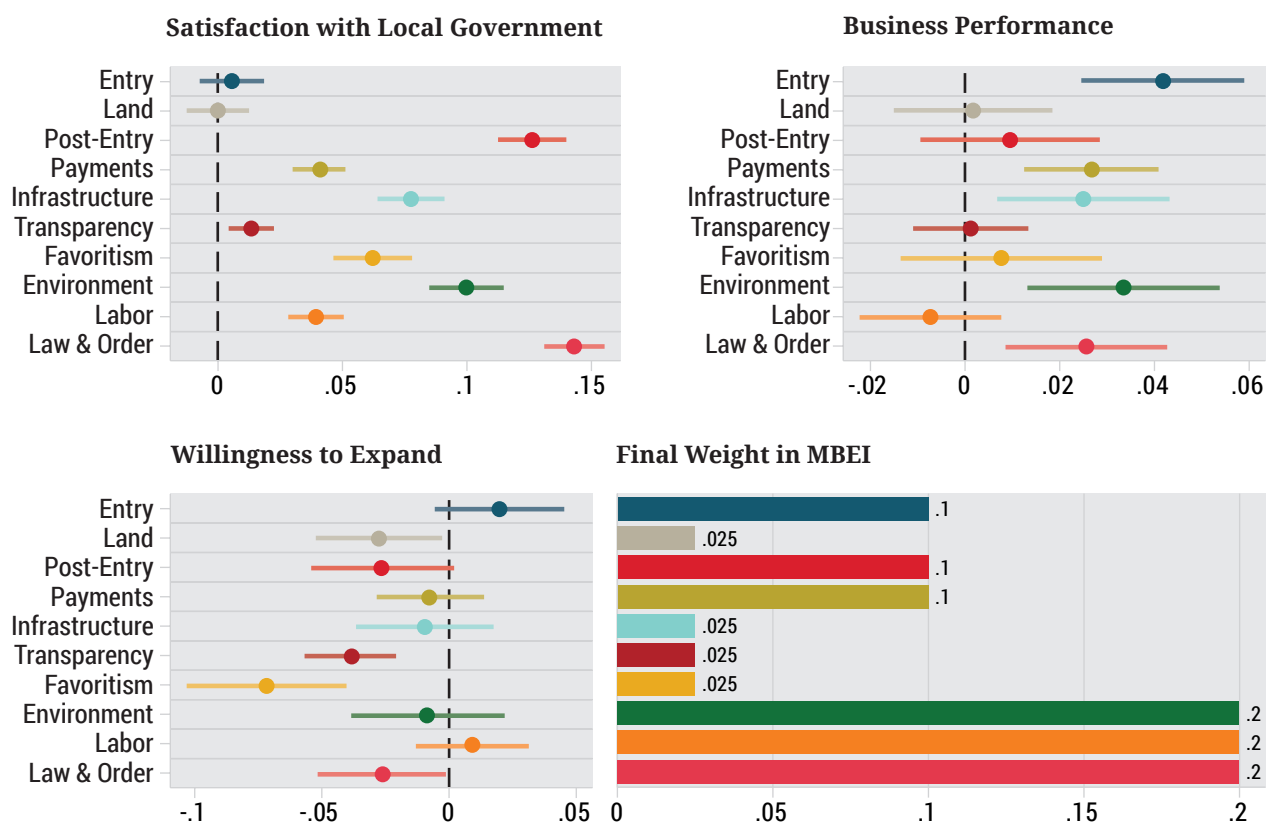 Satisfaction with Local Government
Entry
Land
Post-Entry
Payments
Infrastructure
Transparency
Favoritism
Environment
Labor
Law & Order
0 .05 .1 .15
Business Performance
Entry
Land
Post-Entry
Payments
Infrastructure
Transparency
Favoritism
Environment
Labor
Law & Order
-.02 0 .02 .04 .06
Willingness to Expand
Entry
Land
Post-Entry
Payments
Infrastructure
Transparency
Favoritism
Environment
Labor
Law & Order
-.1 -.05 0 .05
Final Weight in MBEI
.1
.025
.1
.1
.025
.025
.025
.2
.2
.2
0 .05 .1 .15 .2